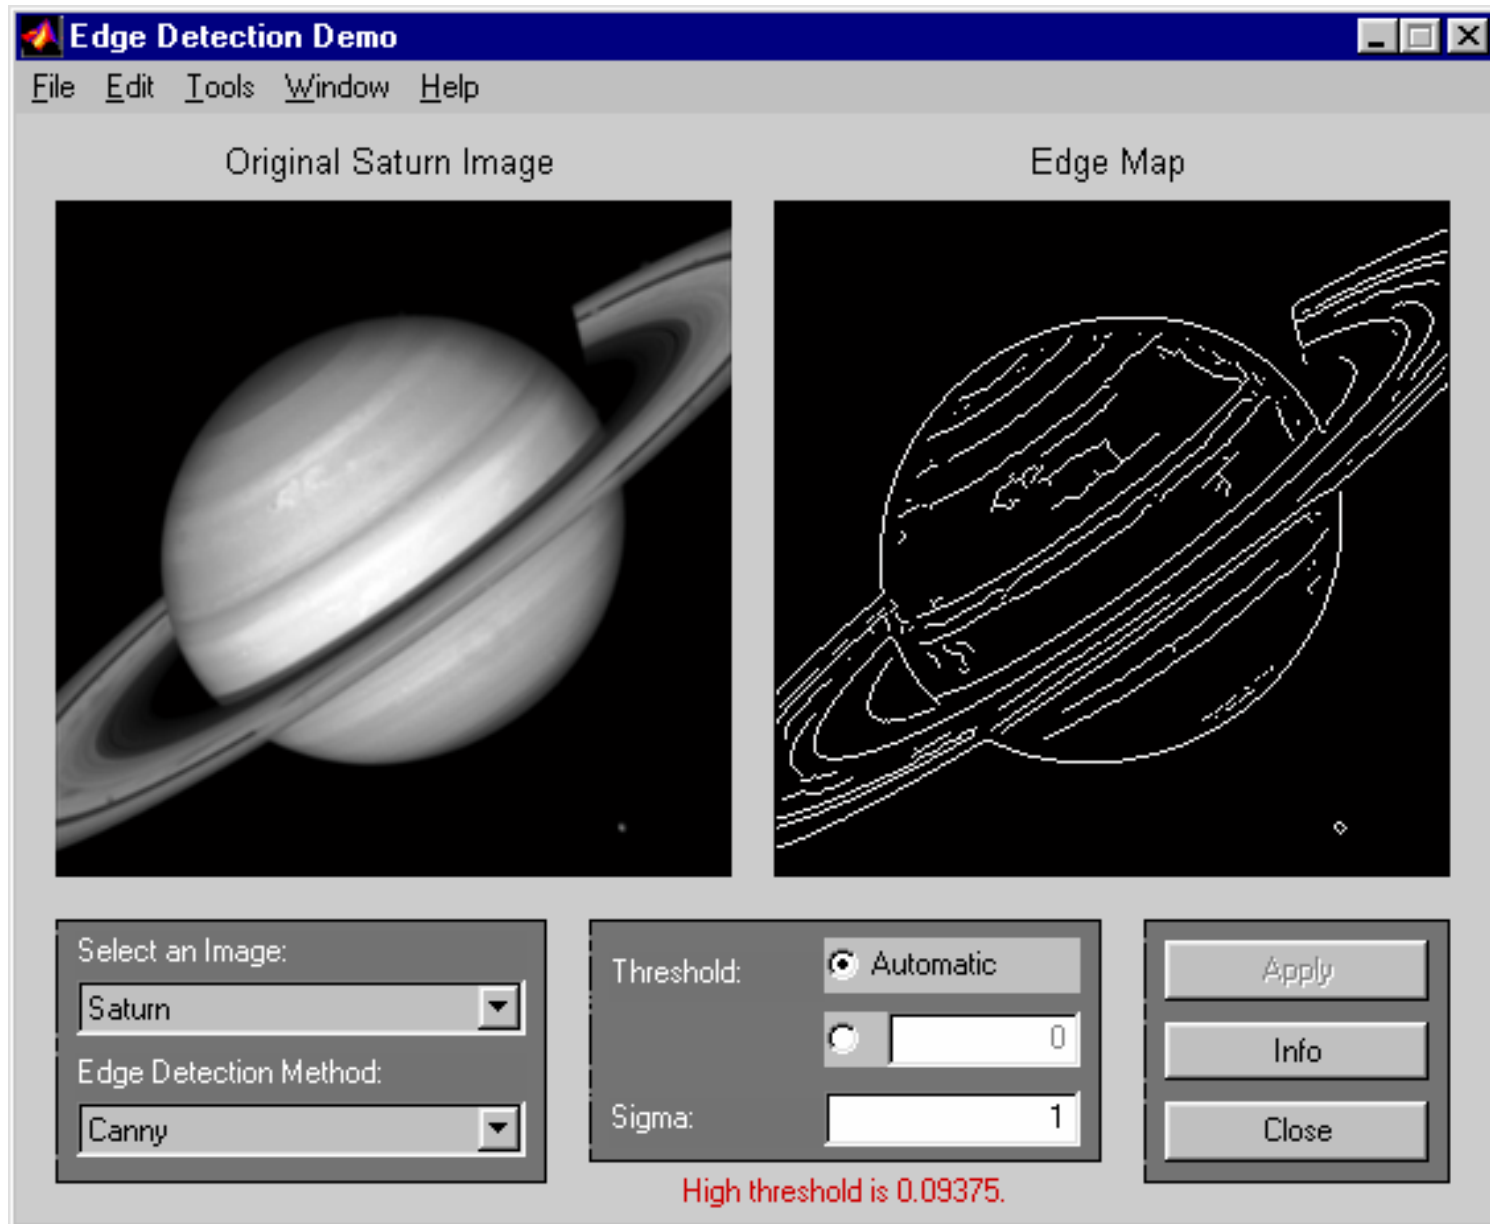 Edge Detection Demo
File Edit Tools Window Help
Original Saturn Image
Edge Map
Select an Image:
Saturn
Edge Detection Method:
Canny
Threshold:
Automatic
0
Sigma:
1
High threshold is 0.09375.
Apply
Info
Close